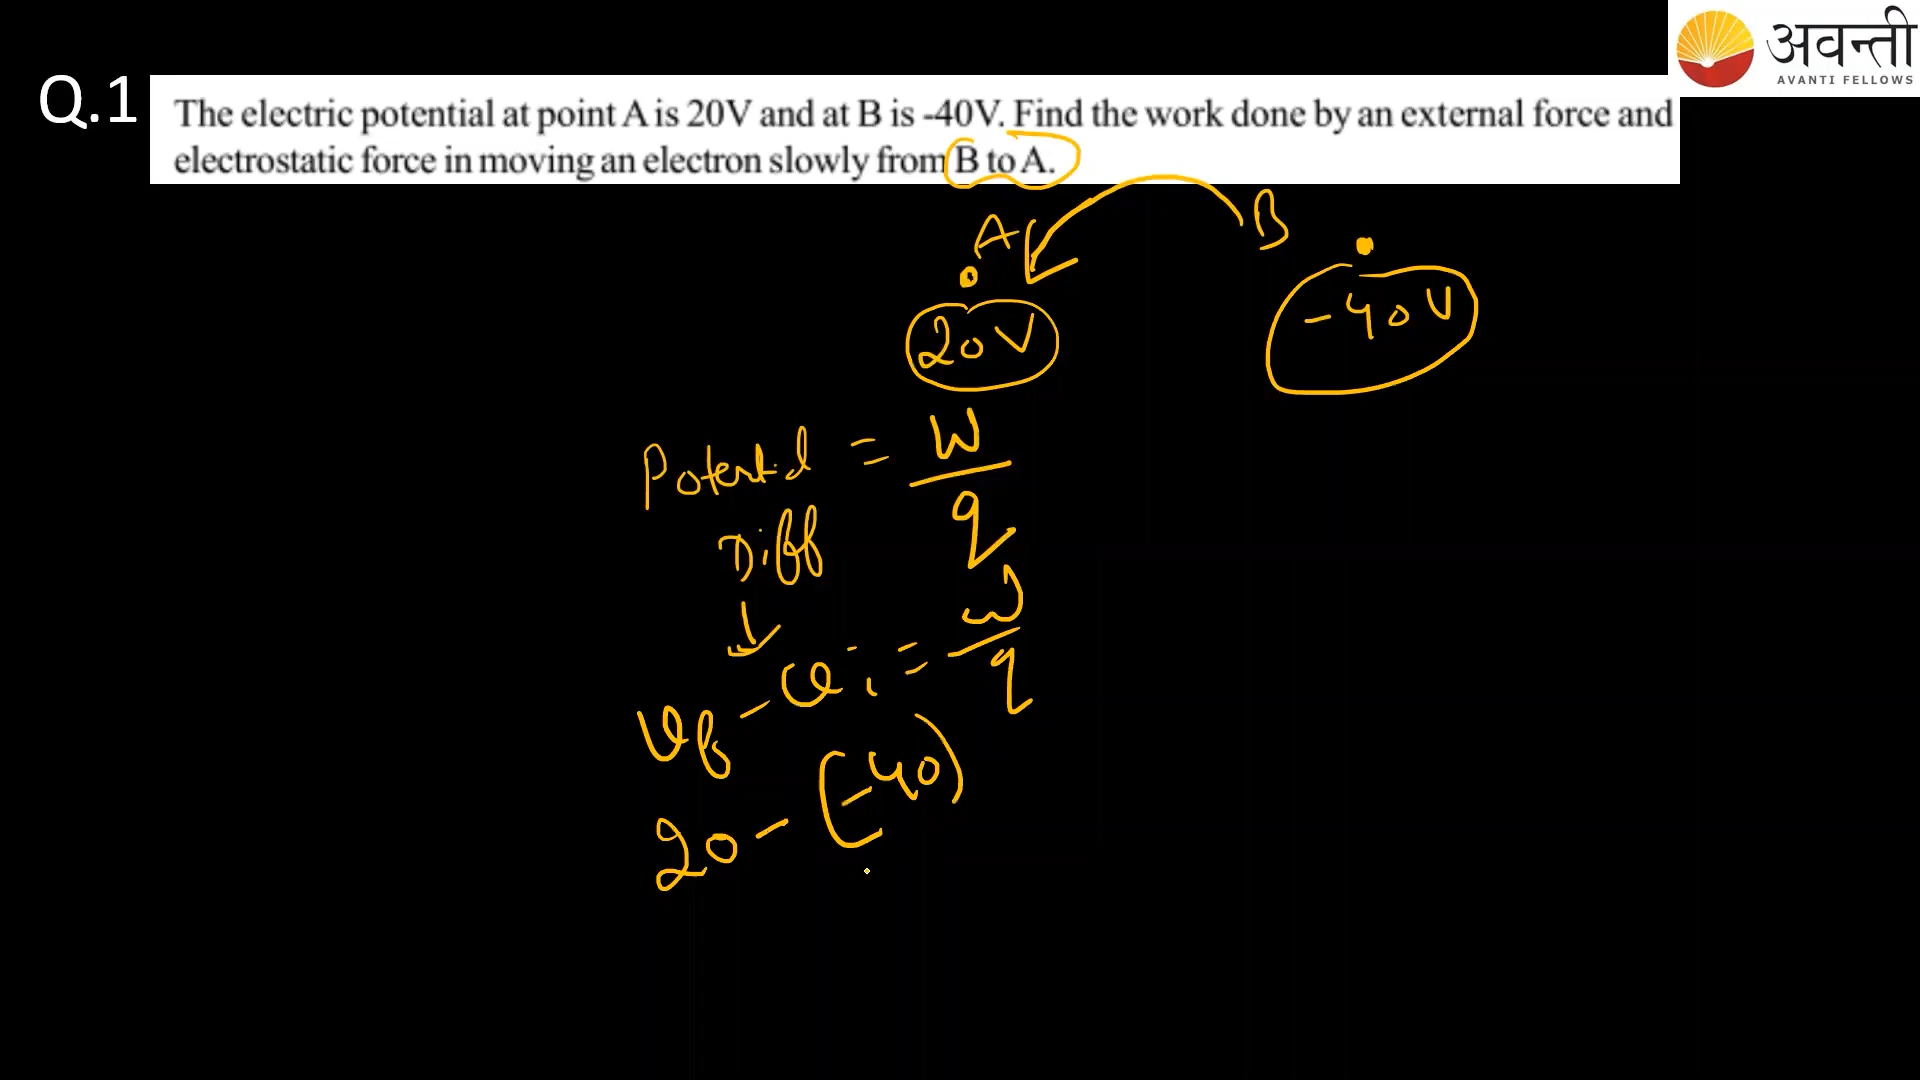 अवन्ती
AVANTI FELLOWS
Q.1
The electric potential at point A is 20V and at B is -40V. Find the work done by an external force and
electrostatic force in moving an electron slowly from B to A.
A
B
20V
-40V
Potential = W/q
Diff
↓
vf - vi = w/q
20 - (-40)